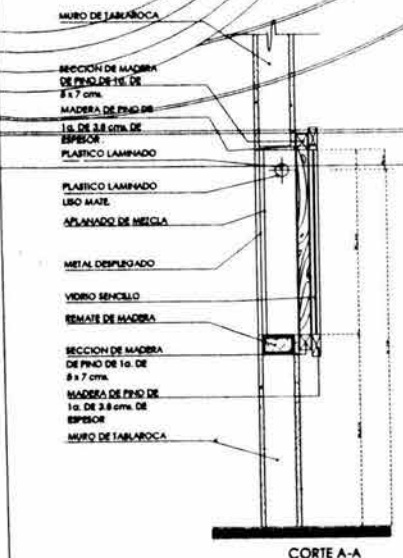 MURO DE TABLAROCA
SECCION DE MADERA
DE PINO DE 1a. DE
5 x 7 cms.
MADERA DE PINO DE
1a. DE 3.8 cms. DE
ESPESOR
PLASTICO LAMINADO
PLASTICO LAMINADO
LISO MATE.
APLANADO DE MEZCLA
METAL DESPLEGADO
VIDRIO SENCILLO
REMATE DE MADERA
SECCION DE MADERA
DE PINO DE 1a. DE
5 x 7 cms.
MADERA DE PINO DE
1a. DE 3.8 cms. DE
ESPESOR
MURO DE TABLAROCA
CORTE A-A